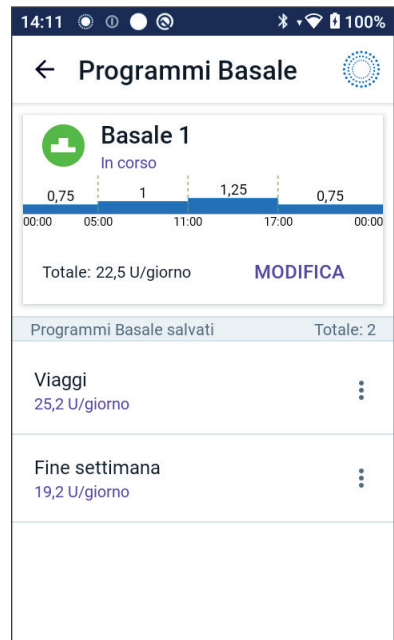 14:11 100%
Programmi Basale
Basale 1
In corso
0,75 1 1,25 0,75
00:00 05:00 11:00 17:00 00:00
Totale: 22,5 U/giorno MODIFICA
Programmi Basale salvati Totale: 2
Viaggi
25,2 U/giorno
Fine settimana
19,2 U/giorno